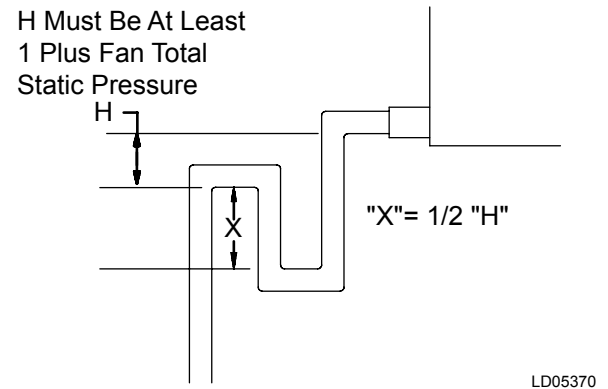 H Must Be At Least
1 Plus Fan Total
Static Pressure
H
X
"X"= 1/2 "H"
LD05370